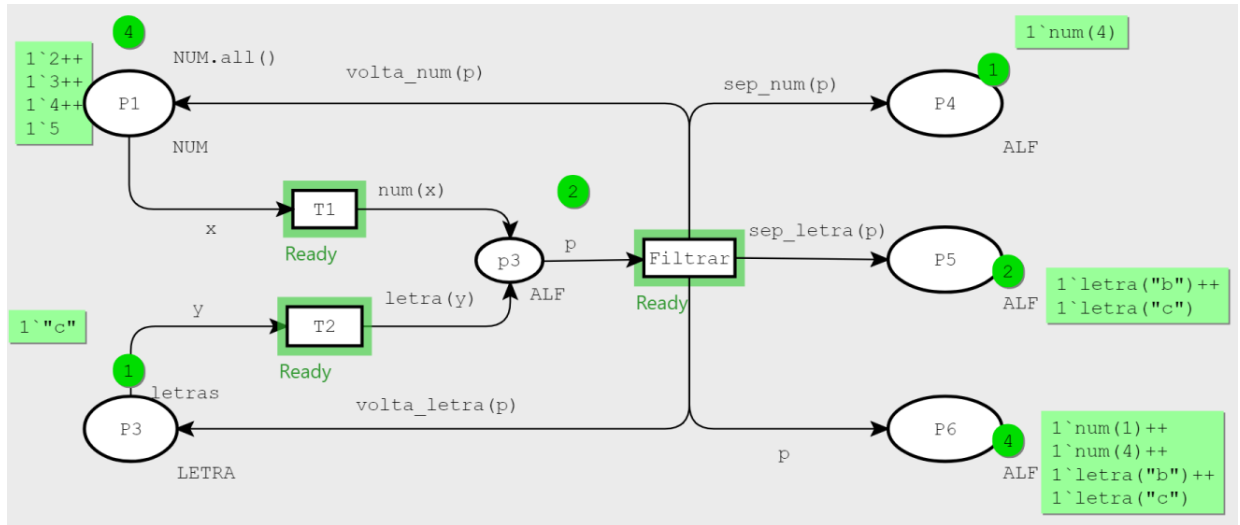 4
1`num(4)
NUM.all()
1`2++
1`3++
1`4++
1`5
volta_num(p)
sep_num(p)
1
P1
P4
NUM
ALF
num(x)
2
T1
x
Ready
sep_letra(p)
p
p3
Filtrar
P5
ALF
letra(y)
2
ALF
1`letra("b")++
1`letra("c")
Ready
y
T2
1`"c"
Ready
1
letras
volta_letra(p)
P3
P6
4
1`num(1)++
1`num(4)++
1`letra("b")++
1`letra("c")
p
LETRA
ALF